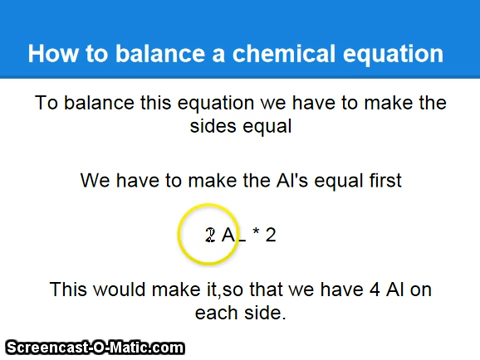 How to balance a chemical equation
To balance this equation we have to make the
sides equal
We have to make the Al's equal first
2 AL * 2
This would make it,so that we have 4 Al on
each side.
Screencast-O-Matic.com